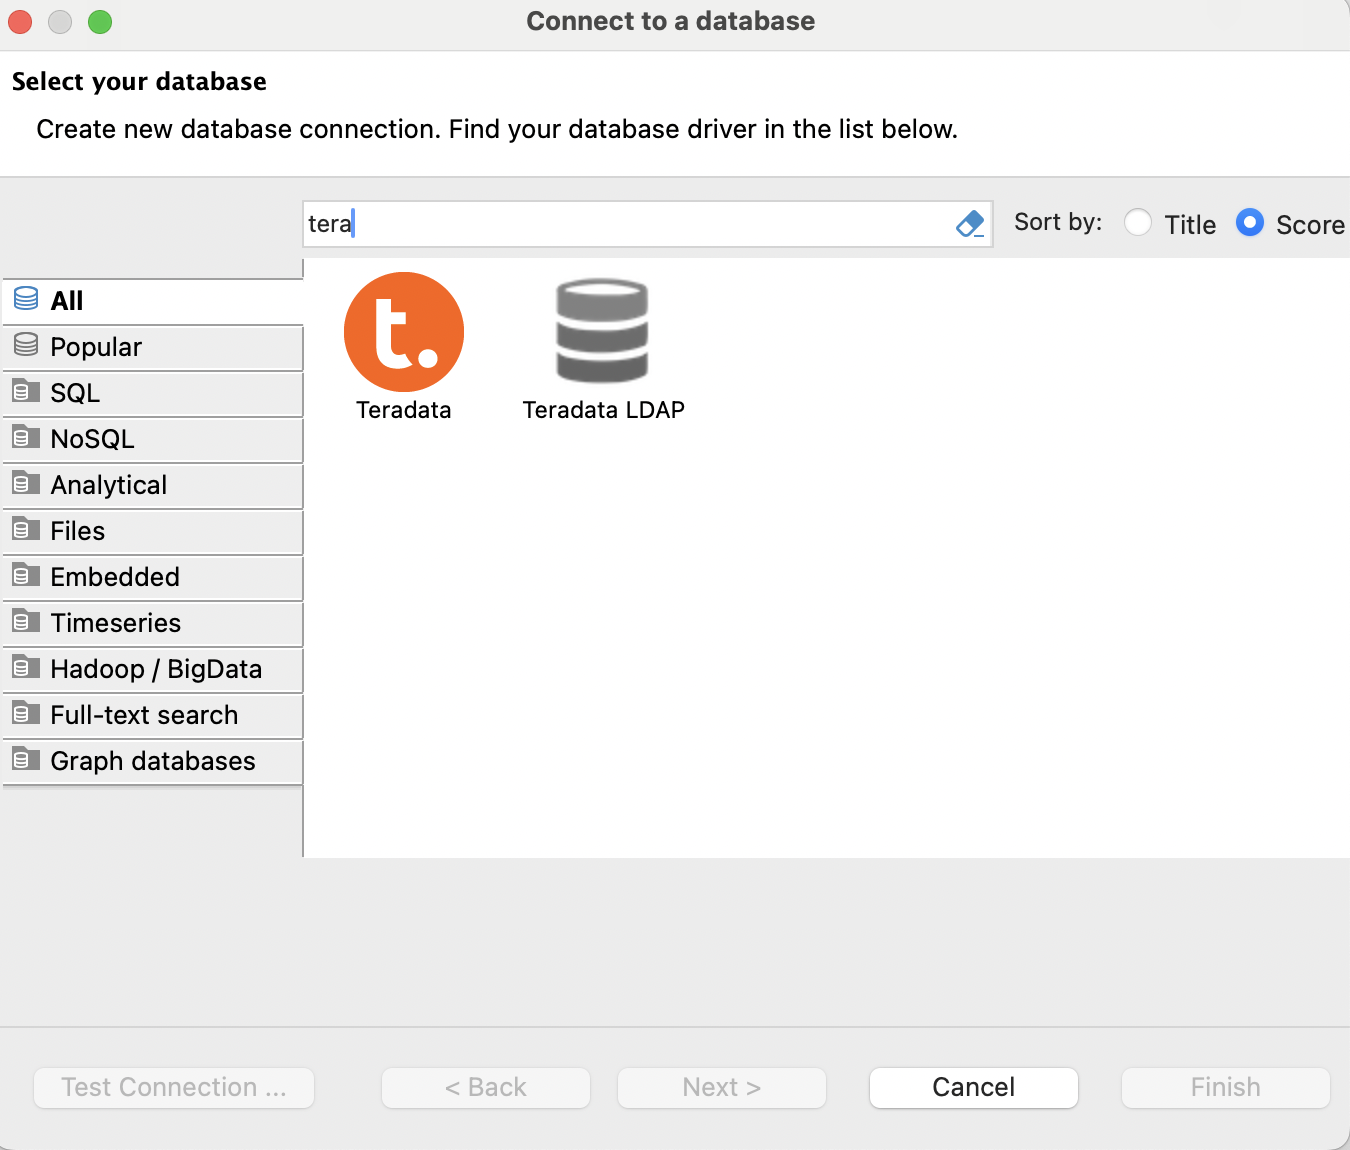 Connect to a database
Select your database
Create new database connection. Find your database driver in the list below.
tera
Sort by: Title Score
All
Popular
SQL
NoSQL
Analytical
Files
Embedded
Timeseries
Hadoop / BigData
Full-text search
Graph databases
t.
Teradata
Teradata LDAP
Test Connection ...
< Back
Next >
Cancel
Finish